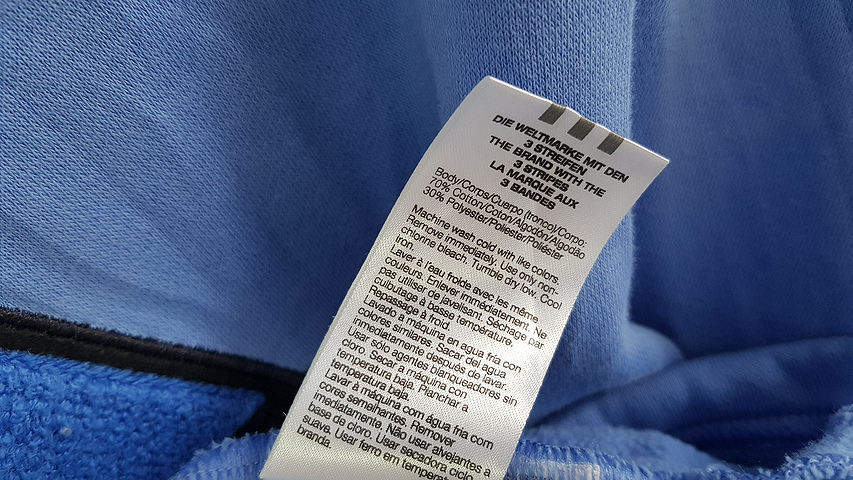 DIE WELTMARKE MIT DEN
3 STREIFEN
THE BRAND WITH THE
3 STRIPES
LA MARQUE AUX
3 BANDES
Body/Corps/Cuerpo (tronco)/Corpo:
70% Cotton/Coton/Algodón/Algodão
30% Polyester/Poliester/Poliéster
Machine wash cold with like colors.
Remove immediately. Use only non-
chlorine bleach. Tumble dry low. Cool
iron.
Laver à l'eau froide avec les même
couleurs. Enlever immédiatement. Ne
pas utiliser de javelisant. Séchage par
culbutage à basse température.
Repassage à froid.
Lavado a máquina en agua fria con
colores similares. Sacar del agua
inmediatamente después de lavar.
Usar sólo agentes blanqueadores sin
cloro. Secar a máquina con
temperatura baja. Planchar a
temperatura baja.
Lavar à máquina com água fria com
cores semelhantes. Remover
imediatamente. Não usar alvejantes a
base de cloro. Usar secadora ciclo
suave. Usar ferro em temperat
branda.